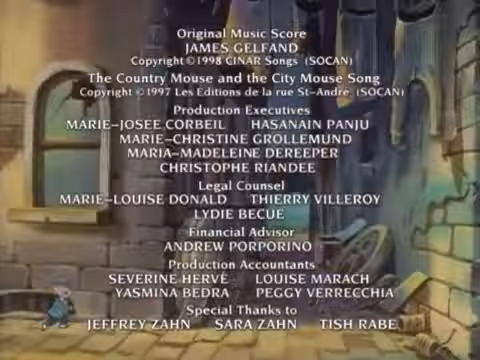 Original Music Score
JAMES GELFAND
Copyright ©1998 CINAR Songs (SOCAN)
The Country Mouse and the City Mouse Song
Copyright ©1997 Les Editions de la rue St-André (SOCAN)
Production Executives
MARIE-JOSEE CORBEIL HASANAIN PANJU
MARIE-CHRISTINE GROLLEMUND
MARIA-MADELEINE DEREEPER
CHRISTOPHE RIANDEE
Legal Counsel
MARIE-LOUISE DONALD THIERRY VILLEROY
LYDIE BECUE
Financial Advisor
ANDREW PORPORINO
Production Accountants
SEVERINE HERVÉ LOUISE MARACH
YASMINA BEDRA PEGGY VERRECCHIA
Special Thanks to
JEFFREY ZAHN SARA ZAHN TISH RABE